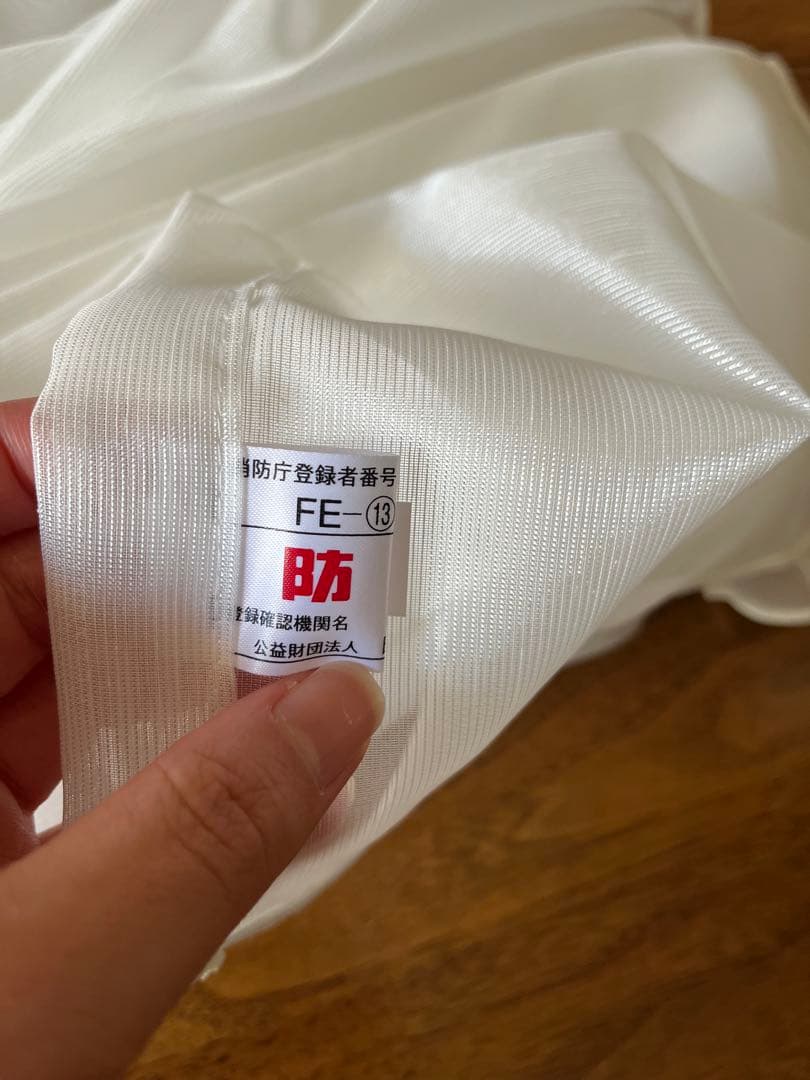 消防庁登録者番号
FE-⑬
防
登録確認機関名
公益財団法人